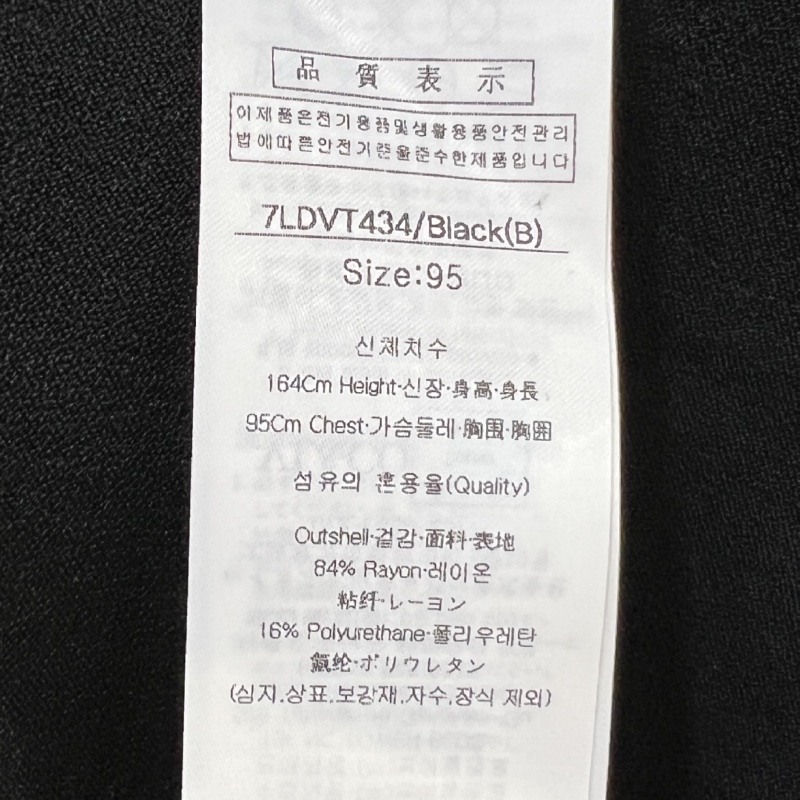 品 質 表 示
이제품은전기용품및생활용품안전관리
법에따른안전기준을준수한제품입니다
7LDVT434/Black(B)
Size:95
신체치수
164Cm Height·신장·身高·身長
95Cm Chest·가슴둘레·胸围·胸囲
섬유의 혼용율(Quality)
Outshell·겉감·面料·表地
84% Rayon·레이온
粘纤·レーヨン
16% Polyurethane·폴리우레탄
氨纶·ポリウレタン
(심지.상표.보강재.자수.장식 제외)